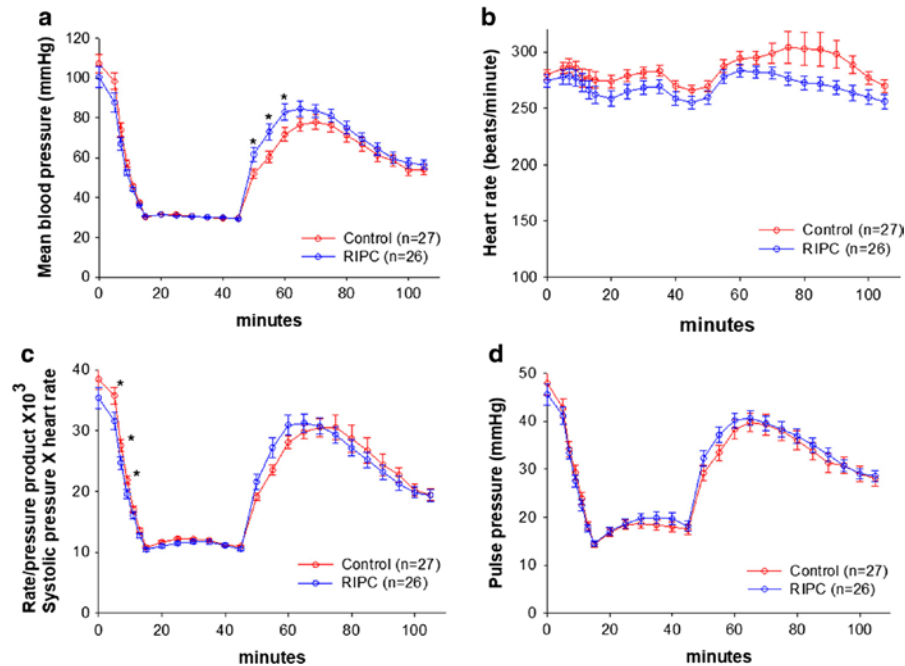 a
Mean blood pressure (mmHg)
120
100
80
60
40
20
0
* * *
Control (n=27)
RIPC (n=26)
0 20 40 60 80 100
minutes
b
Heart rate (beats/minute)
300
250
200
150
100
Control (n=27)
RIPC (n=26)
0 20 40 60 80 100
minutes
c
Rate/pressure product X10³
Systolic pressure X heart rate
40
30
20
10
0
* * *
Control (n=27)
RIPC (n=26)
0 20 40 60 80 100
minutes
d
Pulse pressure (mmHg)
50
40
30
20
10
0
Control (n=27)
RIPC (n=26)
0 20 40 60 80 100
minutes